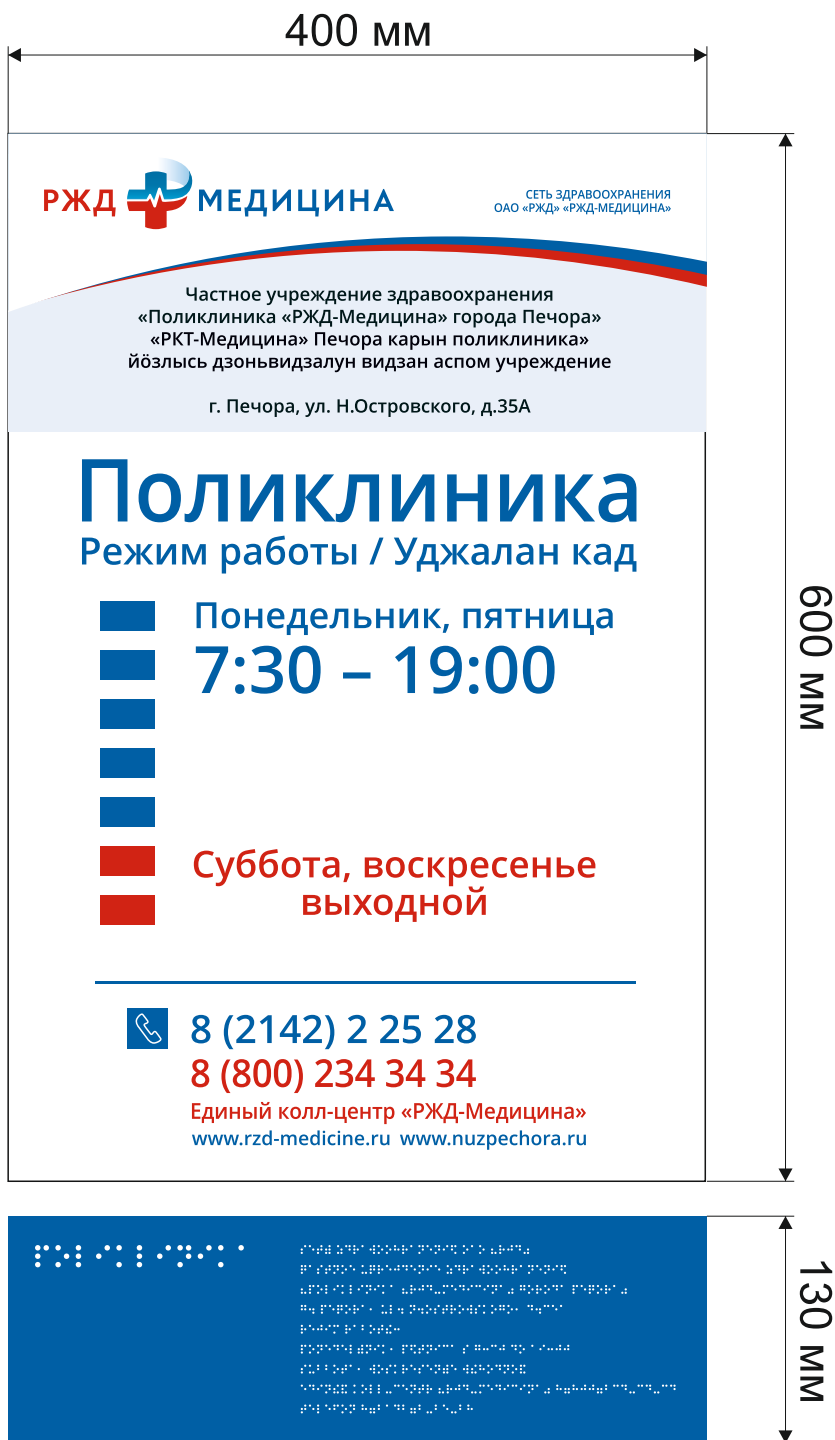 400 мм
РЖД МЕДИЦИНА
СЕТЬ ЗДРАВООХРАНЕНИЯ
ОАО «РЖД» «РЖД-МЕДИЦИНА»
Частное учреждение здравоохранения
«Поликлиника «РЖД-Медицина» города Печора»
«РКТ-Медицина» Печора карын поликлиника»
йöзлысь дзоньвидзалун видзан аспом учреждение
г. Печора, ул. Н.Островского, д.35А
Поликлиника
Режим работы / Уджалан кад
Понедельник, пятница
7:30 – 19:00
Суббота, воскресенье
выходной
8 (2142) 2 25 28
8 (800) 234 34 34
Единый колл-центр «РЖД-Медицина»
www.rzd-medicine.ru www.nuzpechora.ru
600 мм
⠏⠕⠇⠊⠅⠇⠊⠝⠊⠅⠁
130 мм